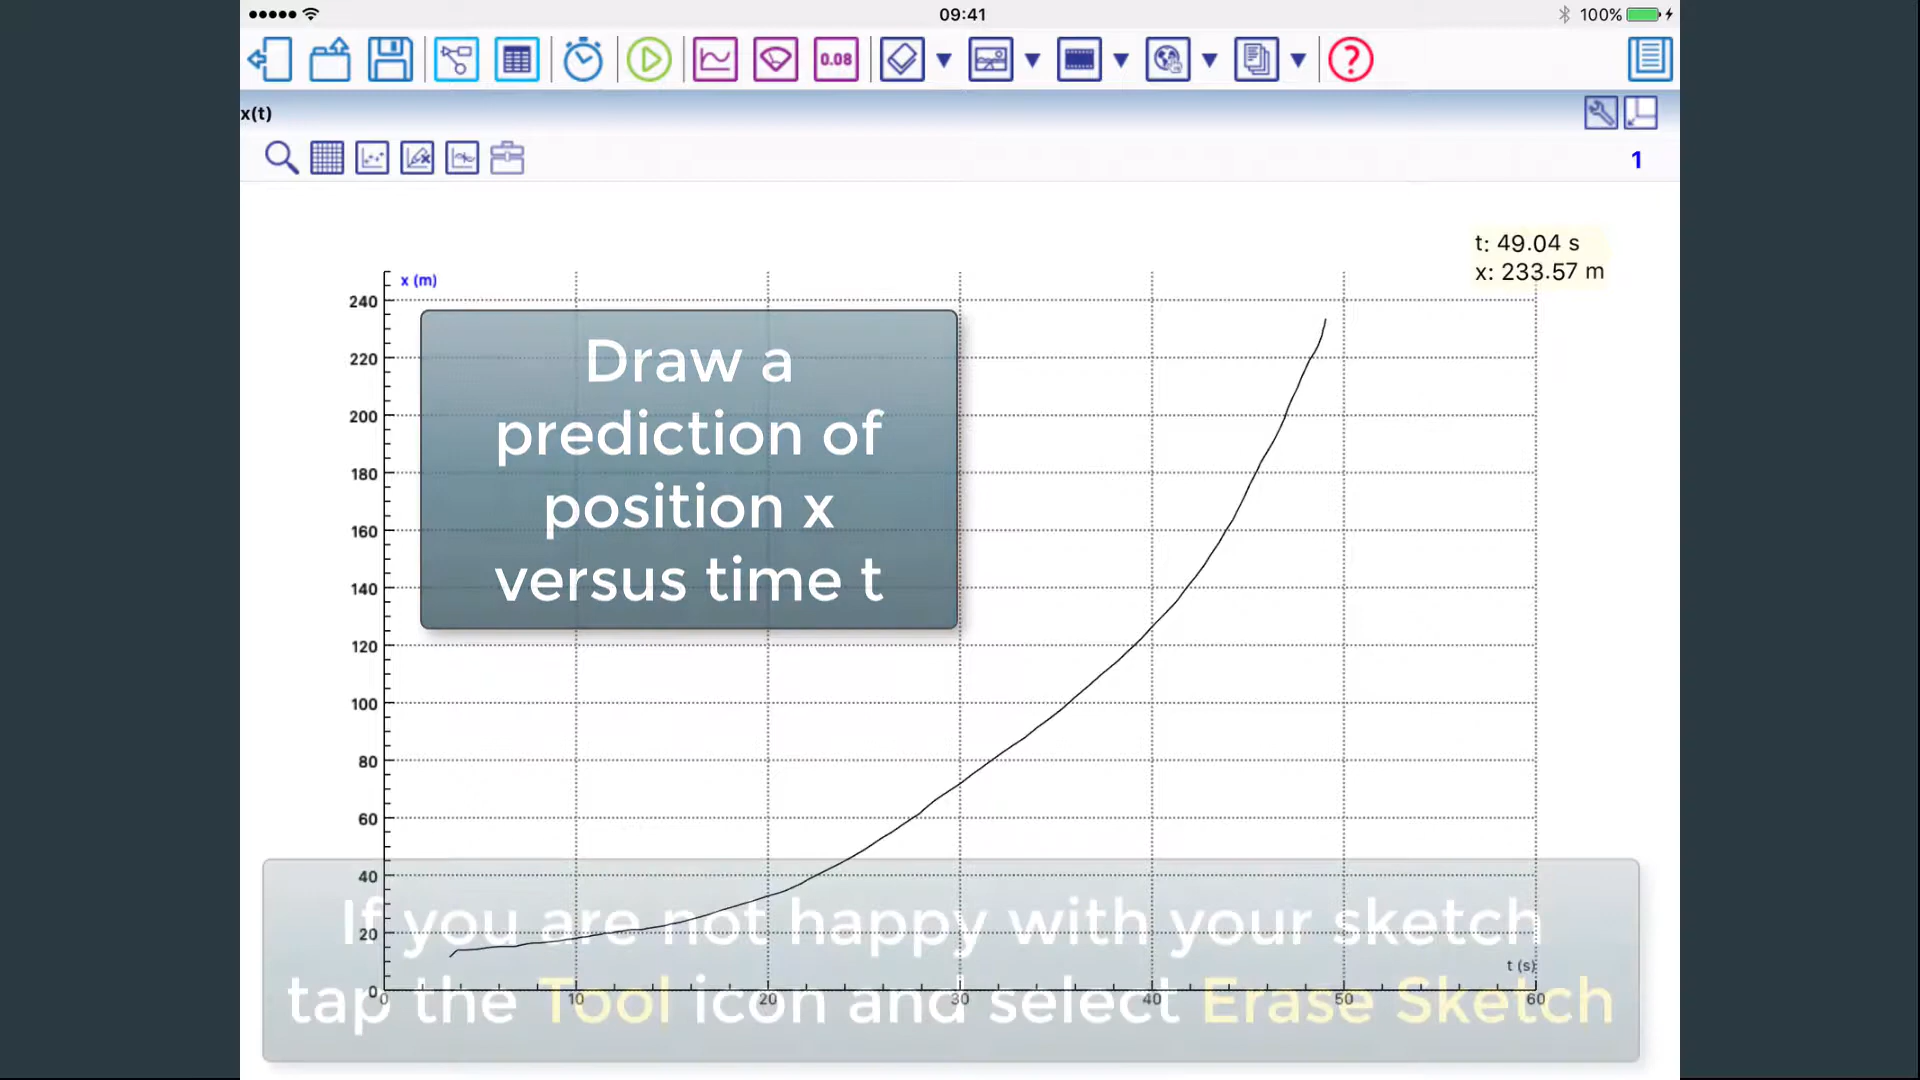 09:41
100%
0.08
?
x(t)
1
t: 49.04 s
x: 233.57 m
x (m)
240
220
200
180
160
140
120
100
80
60
40
20
0
Draw a
prediction of
position x
versus time t
If you are not happy with your sketch
tap the Tool icon and select Erase Sketch
t (s)
0 10 20 30 40 50 60